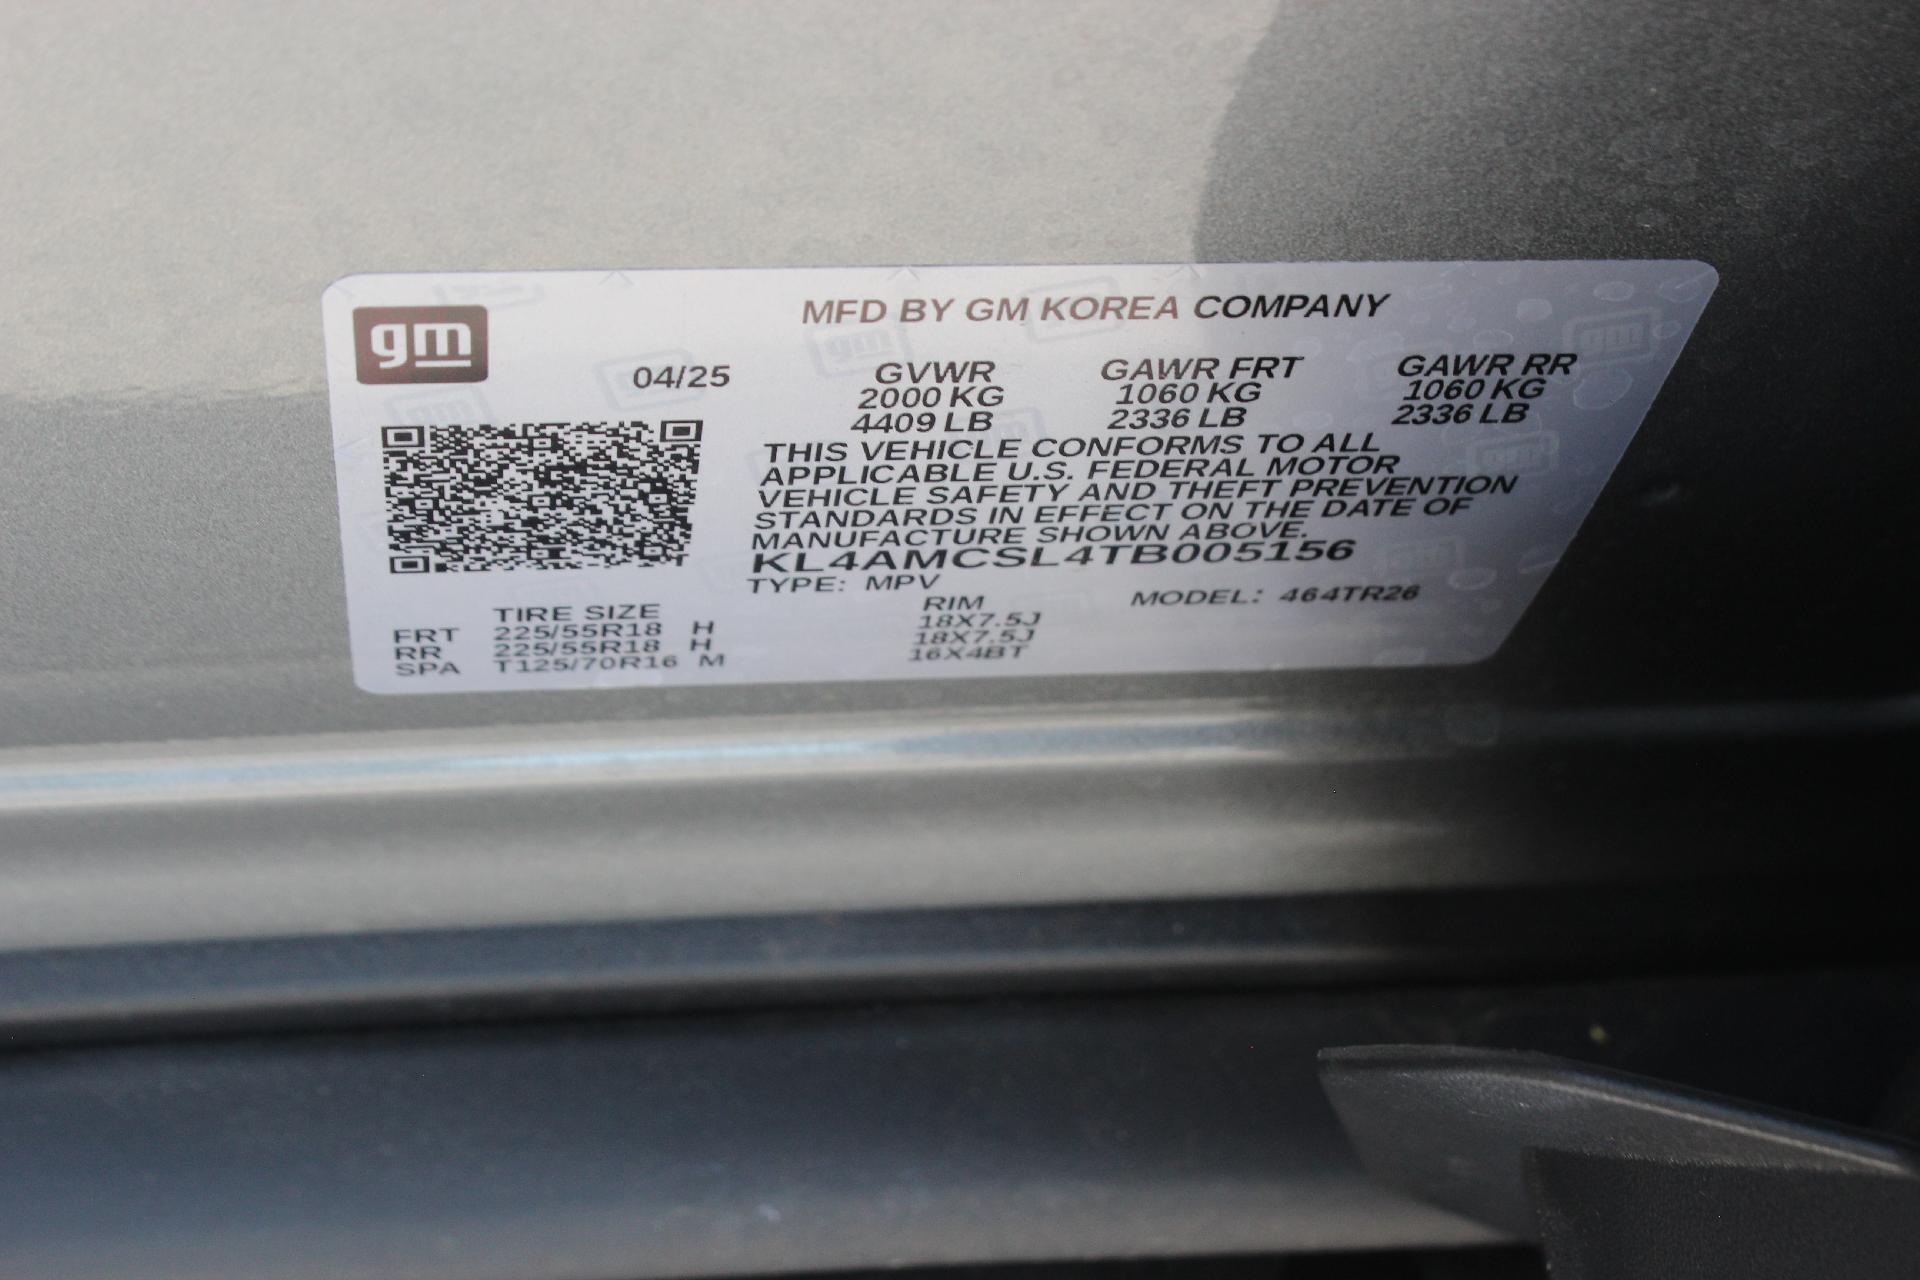 gm
MFD BY GM KOREA COMPANY
04/25
GVWR GAWR FRT GAWR RR
2000 KG 1060 KG 1060 KG
4409 LB 2336 LB 2336 LB
THIS VEHICLE CONFORMS TO ALL
APPLICABLE U.S. FEDERAL MOTOR
VEHICLE SAFETY AND THEFT PREVENTION
STANDARDS IN EFFECT ON THE DATE OF
MANUFACTURE SHOWN ABOVE.
KL4AMCSL4TB005156
TYPE: MPV MODEL: 464TR26
TIRE SIZE RIM
FRT 225/55R18 H 18X7.5J
RR 225/55R18 H 18X7.5J
SPA T125/70R16 M 16X4BT